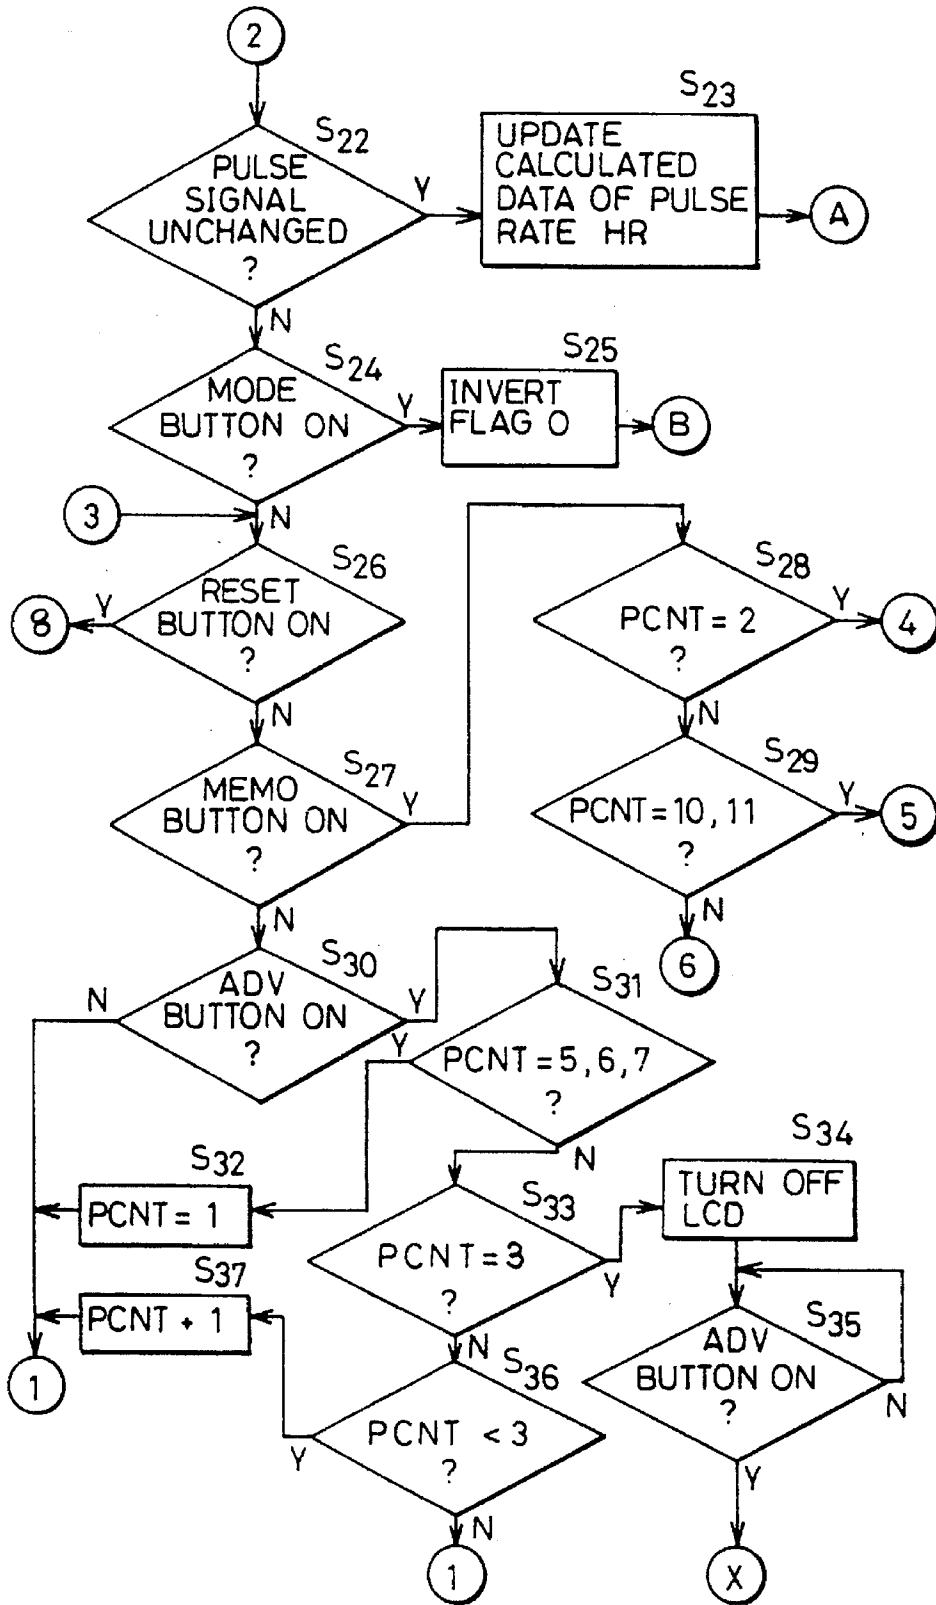 2
S22
PULSE
SIGNAL
UNCHANGED
?
Y
N
S23
UPDATE
CALCULATED
DATA OF PULSE
RATE HR
A
S24
MODE
BUTTON ON
?
Y
N
S25
INVERT
FLAG 0
B
3
S26
RESET
BUTTON ON
?
Y
N
8
S27
MEMO
BUTTON ON
?
Y
N
S28
PCNT = 2
?
Y
N
4
S29
PCNT = 10, 11
?
Y
N
5
6
S30
ADV
BUTTON ON
?
N
Y
S31
PCNT = 5, 6, 7
?
Y
N
S32
PCNT = 1
S33
PCNT = 3
?
Y
N
S34
TURN OFF
LCD
S35
ADV
BUTTON ON
?
N
Y
X
S36
PCNT < 3
?
Y
N
1
S37
PCNT + 1
1